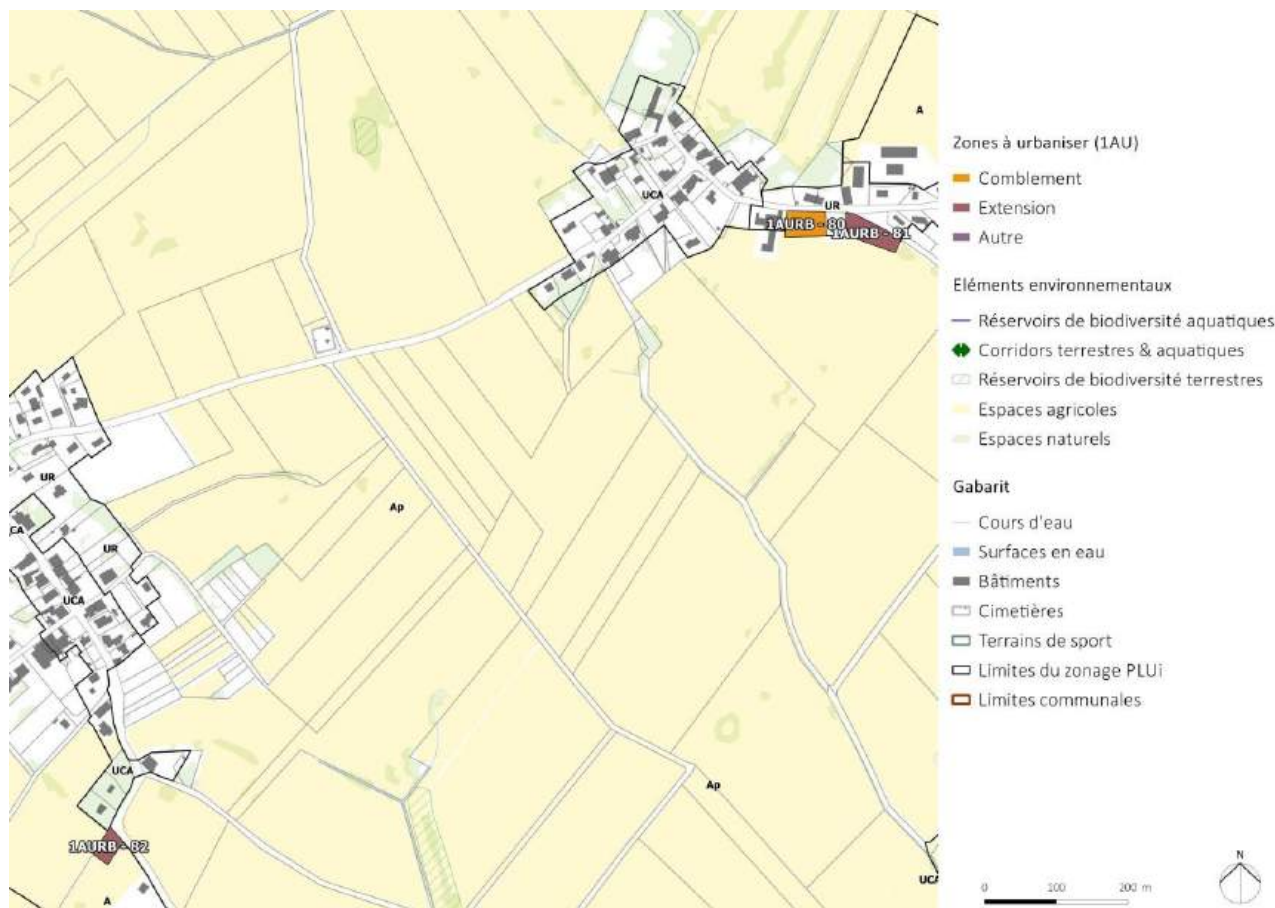 A
UCA
UR
1AURB - 80
1AURB - 81
UR
CA
UR
Ap
UCA
UCA
Ap
1AURB - 82
A
UCA
Zones à urbaniser (1AU)
Comblement
Extension
Autre
Eléments environnementaux
Réservoirs de biodiversité aquatiques
Corridors terrestres & aquatiques
Réservoirs de biodiversité terrestres
Espaces agricoles
Espaces naturels
Gabarit
Cours d'eau
Surfaces en eau
Bâtiments
Cimetières
Terrains de sport
Limites du zonage PLUi
Limites communales
0 100 200 m
N